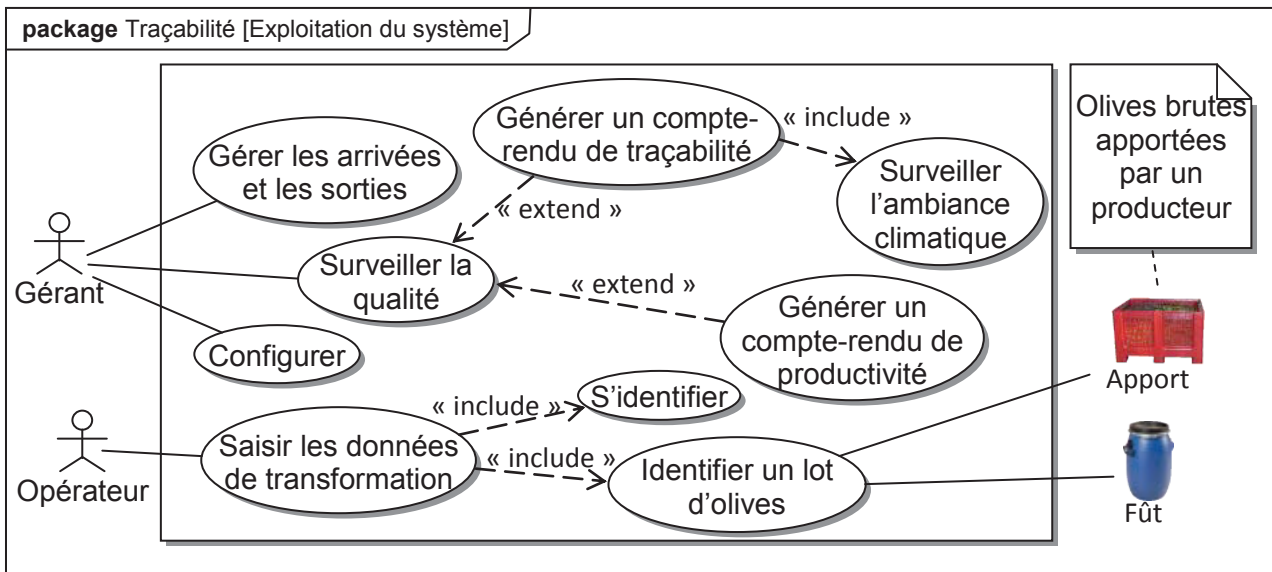 package Traçabilité [Exploitation du système]
Gérer les arrivées
et les sorties
Générer un compte-
rendu de traçabilité
« include »
Surveiller
l’ambiance
climatique
Olives brutes
apportées
par un
producteur
« extend »
Gérant
Surveiller la
qualité
« extend »
Générer un
compte-rendu de
productivité
Configurer
Apport
« include »
S’identifier
Opérateur
Saisir les données
de transformation
« include »
Identifier un lot
d’olives
Fût